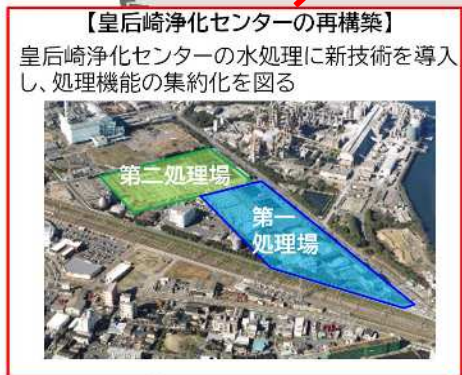 【皇后崎浄化センターの再構築】
皇后崎浄化センターの水処理に新技術を導入
し、処理機能の集約化を図る
第二処理場
第一
処理場